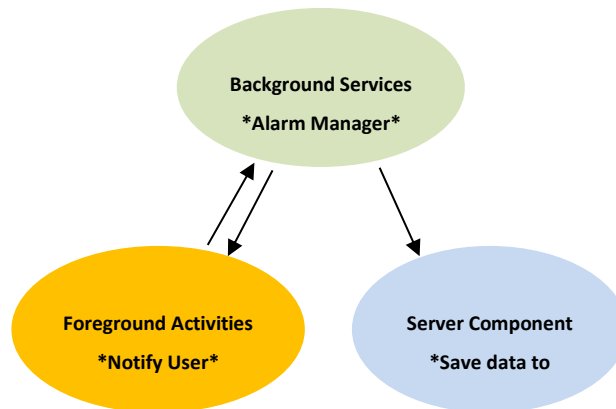 Background Services
*Alarm Manager*
Foreground Activities
*Notify User*
Server Component
*Save data to